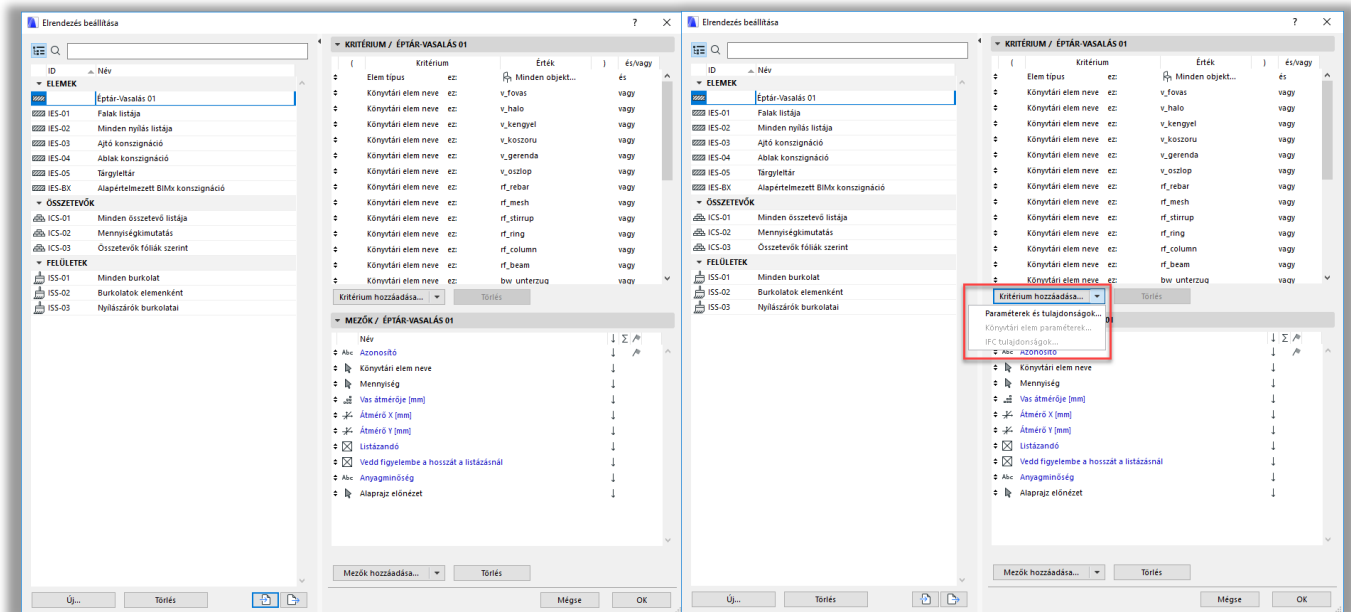 Elrendezés beállítása
ID Név
ELEMEK
Éptár-Vasalás 01
IES-01 Falak listája
IES-02 Minden nyílás listája
IES-03 Ajtó konszignáció
IES-04 Ablak konszignáció
IES-05 Tárgyleltár
IES-BX Alapértelmezett BIMx konszignáció
ÖSSZETEVŐK
ICS-01 Minden összetevő listája
ICS-02 Mennyiségkimutatás
ICS-03 Összetevők fóliák szerint
FELÜLETEK
ISS-01 Minden burkolat
ISS-02 Burkolatok elemenként
ISS-03 Nyílászárók burkolatai
Új... Törlés
KRITÉRIUM / ÉPTÁR-VASALÁS 01
( Kritérium Érték ) és/vagy
Elem típus ez: Minden objekt... és
Könyvtári elem neve ez: v_fovas vagy
Könyvtári elem neve ez: v_halo vagy
Könyvtári elem neve ez: v_kengyel vagy
Könyvtári elem neve ez: v_koszoru vagy
Könyvtári elem neve ez: v_gerenda vagy
Könyvtári elem neve ez: v_oszlop vagy
Könyvtári elem neve ez: rf_rebar vagy
Könyvtári elem neve ez: rf_mesh vagy
Könyvtári elem neve ez: rf_stirrup vagy
Könyvtári elem neve ez: rf_ring vagy
Könyvtári elem neve ez: rf_column vagy
Könyvtári elem neve ez: rf_beam vagy
Könyvtári elem neve ez: bw_unterzug vagy
Kritérium hozzáadása... Törlés
MEZŐK / ÉPTÁR-VASALÁS 01
Név
Abc Azonosító
Könyvtári elem neve
Mennyiség
Vas átmérője [mm]
Átmérő X [mm]
Átmérő Y [mm]
Listázandó
Vedd figyelembe a hosszát a listázásnál
Abc Anyagminőség
Alaprajz előnézet
Mezők hozzáadása... Törlés
Mégse OK
Elrendezés beállítása
ID Név
ELEMEK
Éptár-Vasalás 01
IES-01 Falak listája
IES-02 Minden nyílás listája
IES-03 Ajtó konszignáció
IES-04 Ablak konszignáció
IES-05 Tárgyleltár
IES-BX Alapértelmezett BIMx konszignáció
ÖSSZETEVŐK
ICS-01 Minden összetevő listája
ICS-02 Mennyiségkimutatás
ICS-03 Összetevők fóliák szerint
FELÜLETEK
ISS-01 Minden burkolat
ISS-02 Burkolatok elemenként
ISS-03 Nyílászárók burkolatai
Új... Törlés
KRITÉRIUM / ÉPTÁR-VASALÁS 01
( Kritérium Érték ) és/vagy
Elem típus ez: Minden objekt... és
Könyvtári elem neve ez: v_fovas vagy
Könyvtári elem neve ez: v_halo vagy
Könyvtári elem neve ez: v_kengyel vagy
Könyvtári elem neve ez: v_koszoru vagy
Könyvtári elem neve ez: v_gerenda vagy
Könyvtári elem neve ez: v_oszlop vagy
Könyvtári elem neve ez: rf_rebar vagy
Könyvtári elem neve ez: rf_mesh vagy
Könyvtári elem neve ez: rf_stirrup vagy
Könyvtári elem neve ez: rf_ring vagy
Könyvtári elem neve ez: rf_column vagy
Könyvtári elem neve ez: rf_beam vagy
Könyvtári elem neve ez: bw_unterzug vagy
Kritérium hozzáadása... Törlés
Paraméterek és tulajdonságok...
Könyvtári elem paraméterek...
IFC tulajdonságok...
01
Abc Azonosító
Könyvtári elem neve
Mennyiség
Vas átmérője [mm]
Átmérő X [mm]
Átmérő Y [mm]
Listázandó
Vedd figyelembe a hosszát a listázásnál
Abc Anyagminőség
Alaprajz előnézet
Mezők hozzáadása... Törlés
Mégse OK